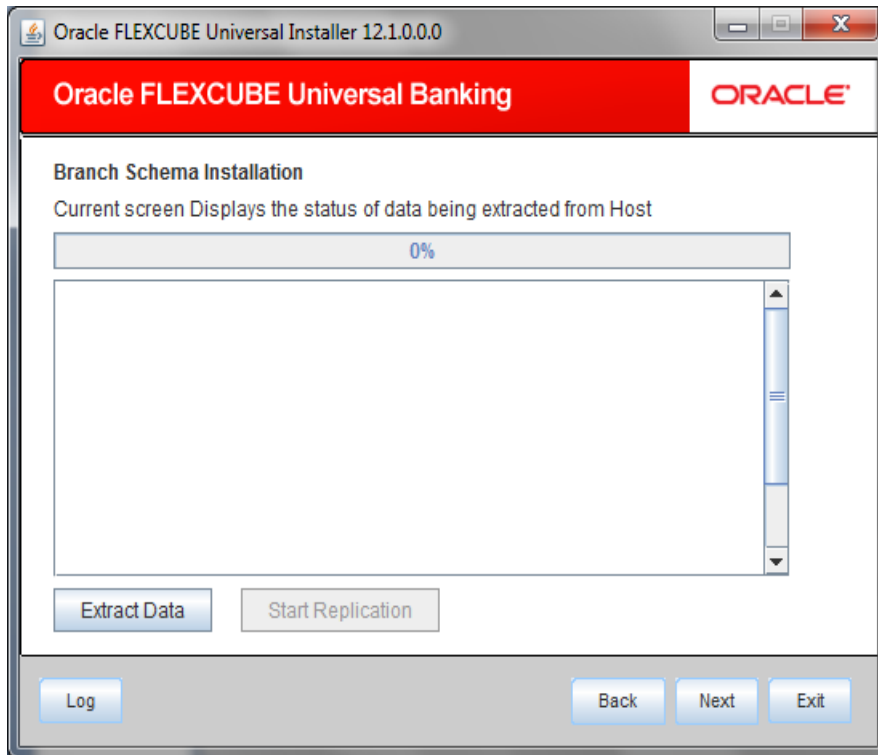 Oracle FLEXCUBE Universal Installer 12.1.0.0.0
Oracle FLEXCUBE Universal Banking
ORACLE
Branch Schema Installation
Current screen Displays the status of data being extracted from Host
0%
Extract Data Start Replication
Log Back Next Exit